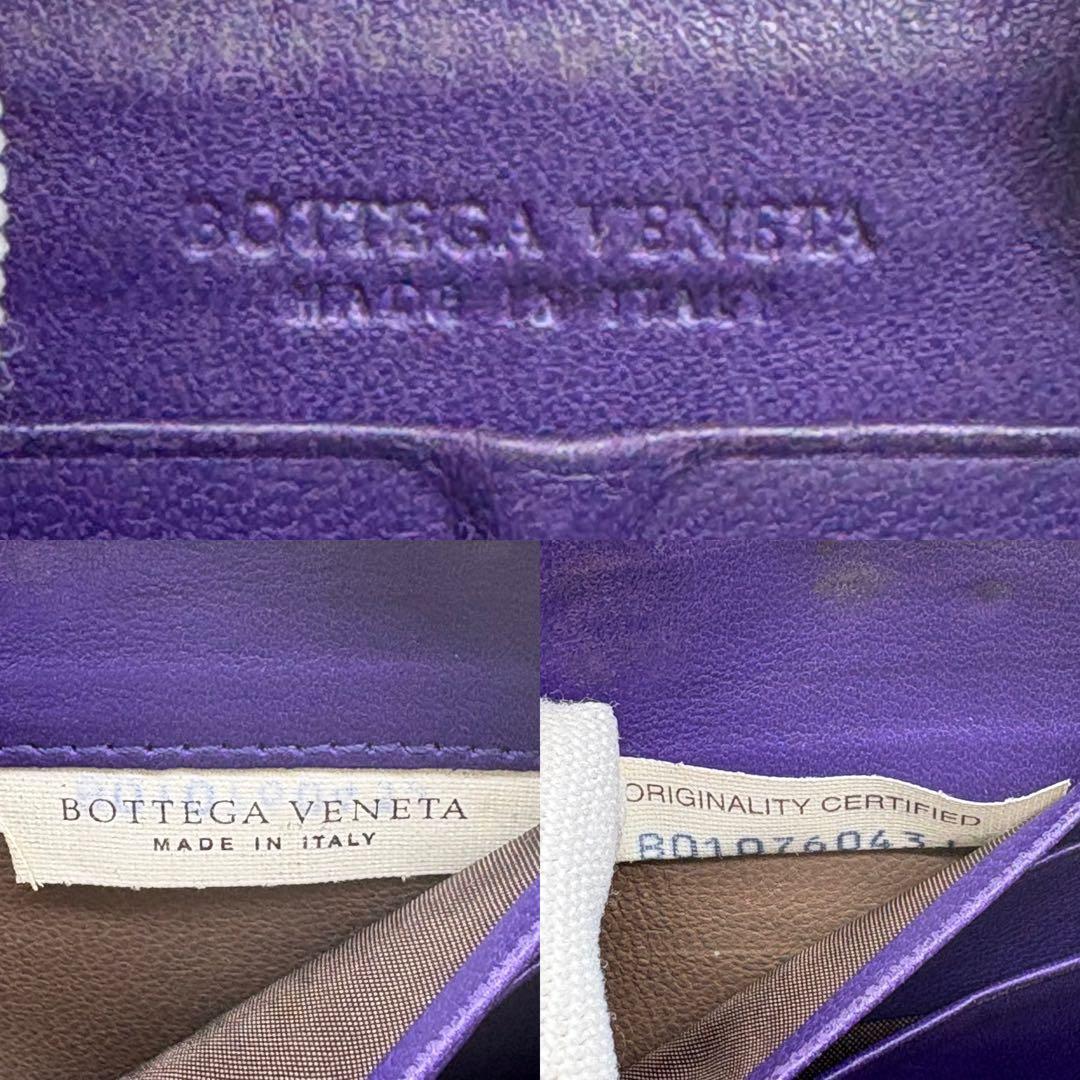 BOTTEGA VENETA
MADE IN ITALY
BOTTEGA VENETA
MADE IN ITALY
ORIGINALITY CERTIFIED
B01076043